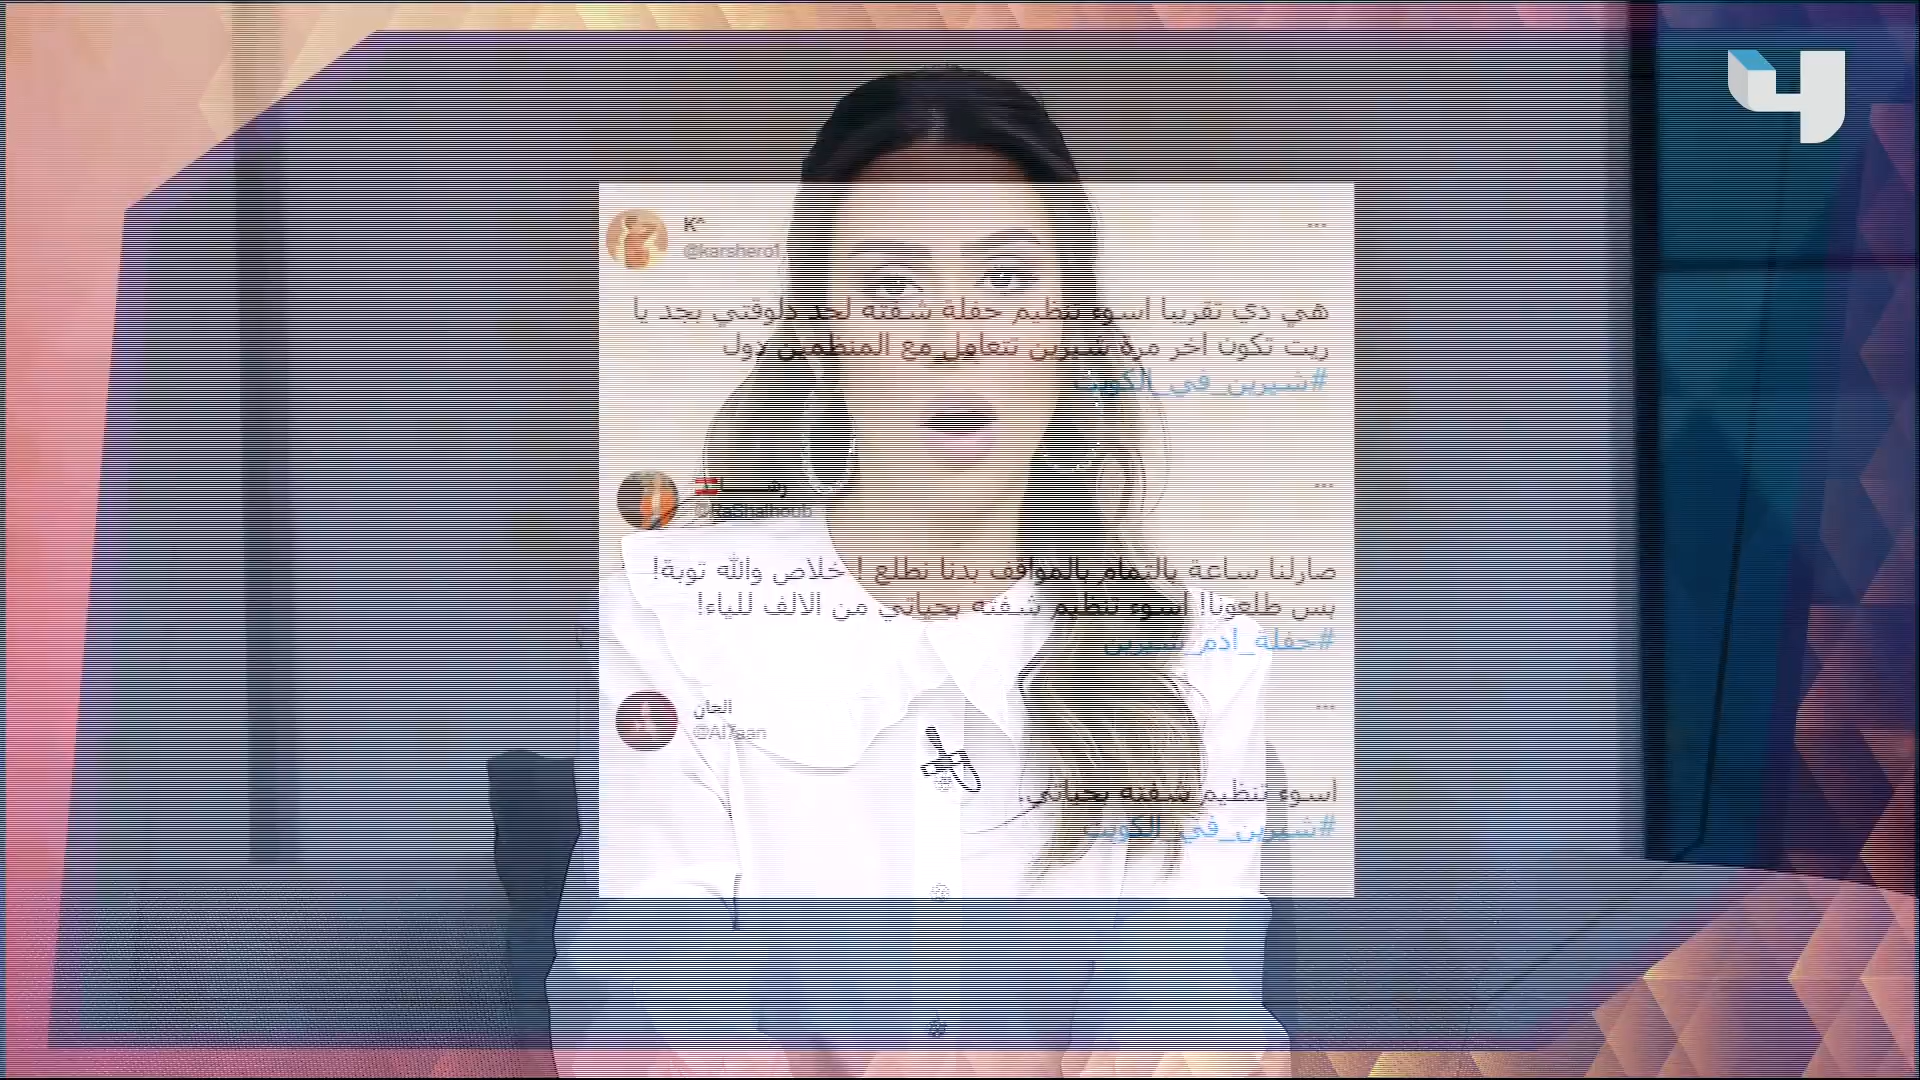 K^
@karshero1
هي دي تقريبا اسوء تنظيم حفلة شفته لحد دلوقتي بجد يا
ريت تكون اخر مرة شيرين تتعامل مع المنظمين دول
#شيرين_في_الكويت
رشـــا
@RaShalhoub
صارلنا ساعة بالتمام بالمواقف بدنا نطلع ! خلاص والله توبة!
بس طلعونا! اسوء تنظيم شفته بحياتي من الالف للياء!
#حفلة_ادم_شيرين
الحان
اسوء تنظيم شفته بحياتي.
#شيرين_في_الكويت